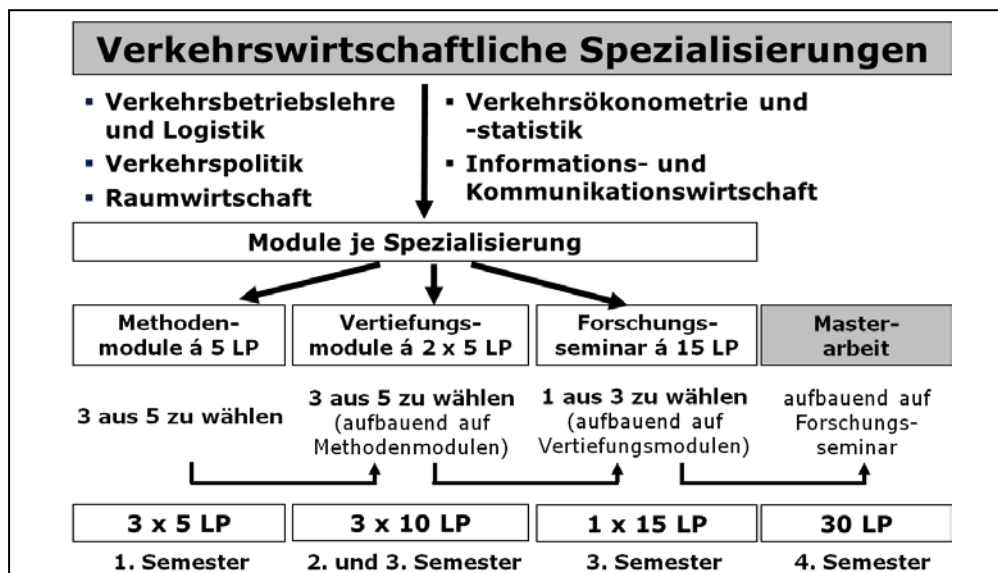 Verkehrswirtschaftliche Spezialisierungen
▪ Verkehrsbetriebslehre
und Logistik
▪ Verkehrspolitik
▪ Raumwirtschaft
▪ Verkehrsökonometrie und
-statistik
▪ Informations- und
Kommunikationswirtschaft
Module je Spezialisierung
Methoden-
module á 5 LP
Vertiefungs-
module á 2 x 5 LP
Forschungs-
seminar á 15 LP
Master-
arbeit
3 aus 5 zu wählen
3 aus 5 zu wählen
(aufbauend auf
Methodenmodulen)
1 aus 3 zu wählen
(aufbauend auf
Vertiefungsmodulen)
aufbauend auf
Forschungs-
seminar
3 x 5 LP
3 x 10 LP
1 x 15 LP
30 LP
1. Semester
2. und 3. Semester
3. Semester
4. Semester